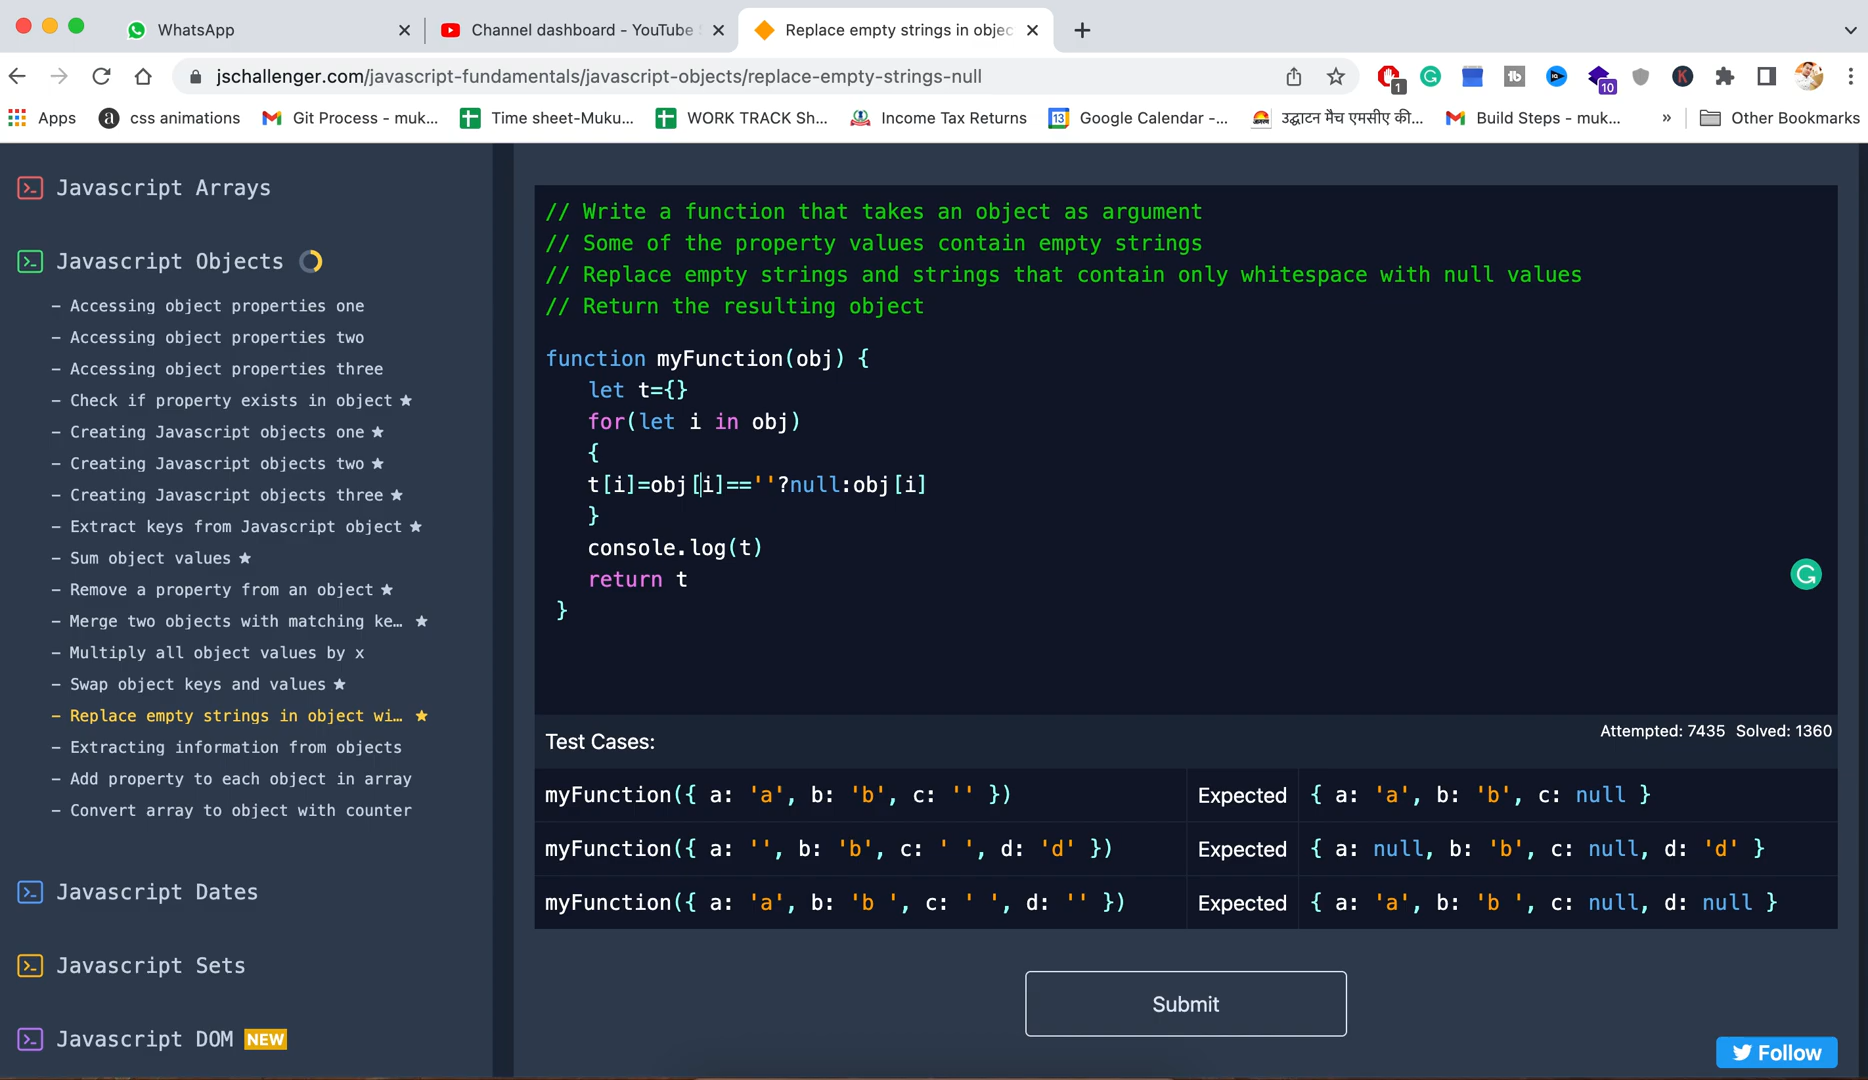 WhatsApp
Channel dashboard - YouTube
Replace empty strings in objec
jschallenger.com/javascript-fundamentals/javascript-objects/replace-empty-strings-null
1
10
Apps
css animations
Git Process - muk...
Time sheet-Muku...
WORK TRACK Sh...
Income Tax Returns
13
Google Calendar -...
उद्घाटन मैच एमसीए की...
Build Steps - muk...
»
Other Bookmarks
Javascript Arrays
Javascript Objects
– Accessing object properties one
– Accessing object properties two
– Accessing object properties three
– Check if property exists in object ★
– Creating Javascript objects one ★
– Creating Javascript objects two ★
– Creating Javascript objects three ★
– Extract keys from Javascript object ★
– Sum object values ★
– Remove a property from an object ★
– Merge two objects with matching ke… ★
– Multiply all object values by x
– Swap object keys and values ★
– Replace empty strings in object wi… ★
– Extracting information from objects
– Add property to each object in array
– Convert array to object with counter
Javascript Dates
Javascript Sets
Javascript DOM NEW
// Write a function that takes an object as argument
// Some of the property values contain empty strings
// Replace empty strings and strings that contain only whitespace with null values
// Return the resulting object
function myFunction(obj) {
let t={}
for(let i in obj)
{
t[i]=obj[i]==''?null:obj[i]
}
console.log(t)
return t
}
Attempted: 7435 Solved: 1360
Test Cases:
myFunction({ a: 'a', b: 'b', c: '' }) Expected { a: 'a', b: 'b', c: null }
myFunction({ a: '', b: 'b', c: ' ', d: 'd' }) Expected { a: null, b: 'b', c: null, d: 'd' }
myFunction({ a: 'a', b: 'b ', c: ' ', d: '' }) Expected { a: 'a', b: 'b ', c: null, d: null }
Submit
Follow